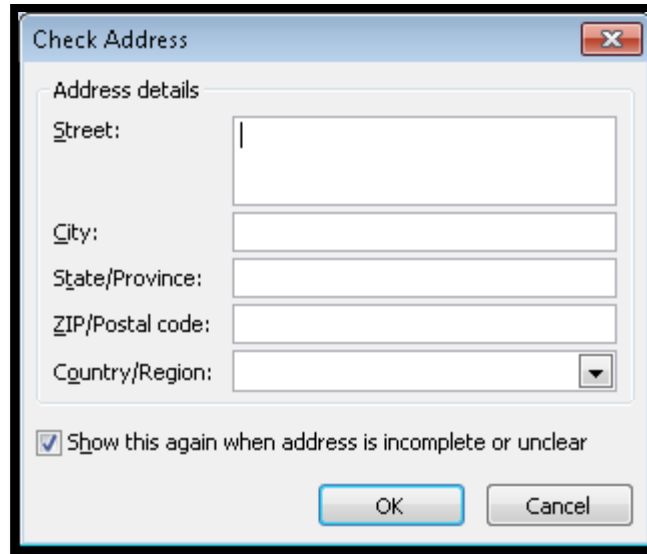 Check Address
Address details
Street:
City:
State/Province:
ZIP/Postal code:
Country/Region:
Show this again when address is incomplete or unclear
OK Cancel